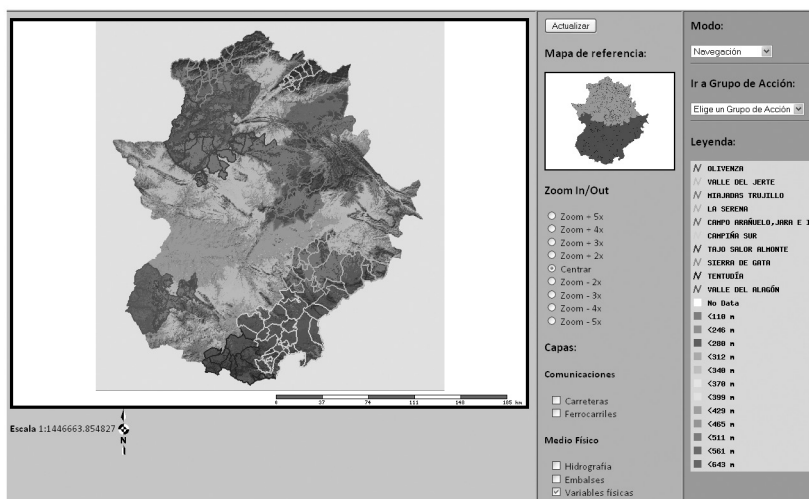 Actualizar
Mapa de referencia:
Zoom In/Out
Zoom + 5x
Zoom + 4x
Zoom + 3x
Zoom + 2x
Centrar
Zoom - 2x
Zoom - 3x
Zoom - 4x
Zoom - 5x
Capas:
Comunicaciones
Carreteras
Ferrocarriles
Medio Físico
Hidrografia
Embalses
Variables físicas
Modo:
Navegación
Ir a Grupo de Acción:
Elige un Grupo de Acción
Leyenda:
OLIVENZA
VALLE DEL JERTE
MIAJADAS TRUJILLO
LA SERENA
CAMPO ARAÑUELO,JARA E I
CAMPIÑA SUR
TAJO SALOR ALMONTE
SIERRA DE GATA
TENTUDÍA
VALLE DEL ALAGÓN
No Data
<110 m
<246 m
<280 m
<312 m
<340 m
<370 m
<399 m
<429 m
<465 m
<511 m
<561 m
<643 m
0 37 74 111 148 185 km
Escala 1:1446663.854827
N